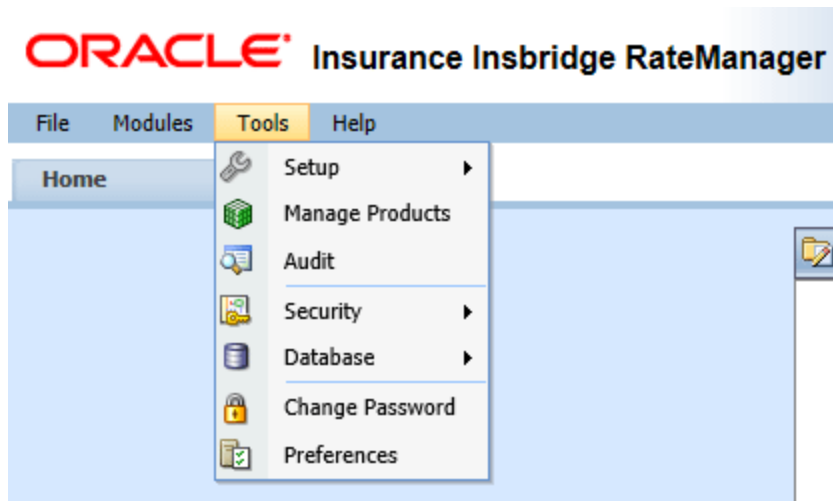 ORACLE Insurance Insbridge RateManager
File Modules Tools Help
Home
Setup
Manage Products
Audit
Security
Database
Change Password
Preferences